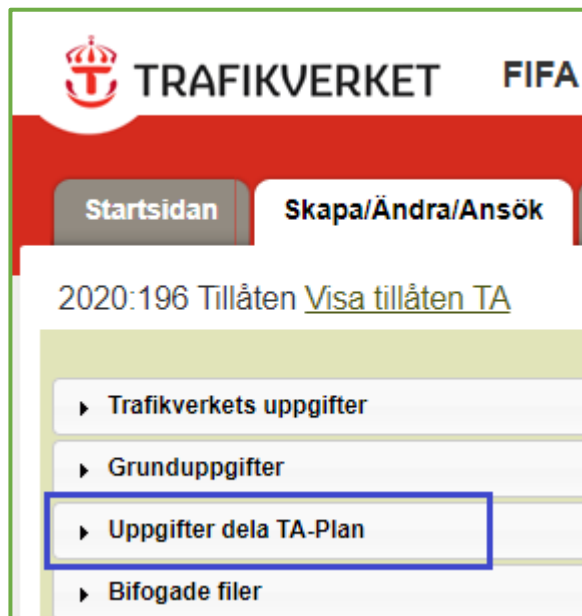 TRAFIKVERKET FIFA
Startsidan Skapa/Ändra/Ansök
2020:196 Tillåten Visa tillåten TA
Trafikverkets uppgifter
Grunduppgifter
Uppgifter dela TA-Plan
Bifogade filer